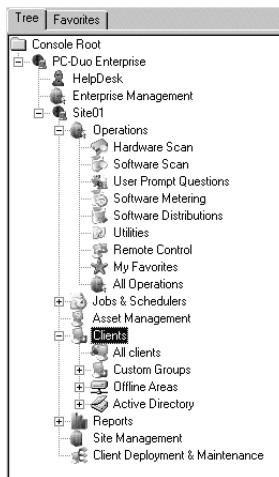 Tree Favorites
Console Root
PC-Duo Enterprise
HelpDesk
Enterprise Management
Site01
Operations
Hardware Scan
Software Scan
User Prompt Questions
Software Metering
Software Distributions
Utilities
Remote Control
My Favorites
All Operations
Jobs & Schedulers
Asset Management
Clients
All clients
Custom Groups
Offline Areas
Active Directory
Reports
Site Management
Client Deployment & Maintenance